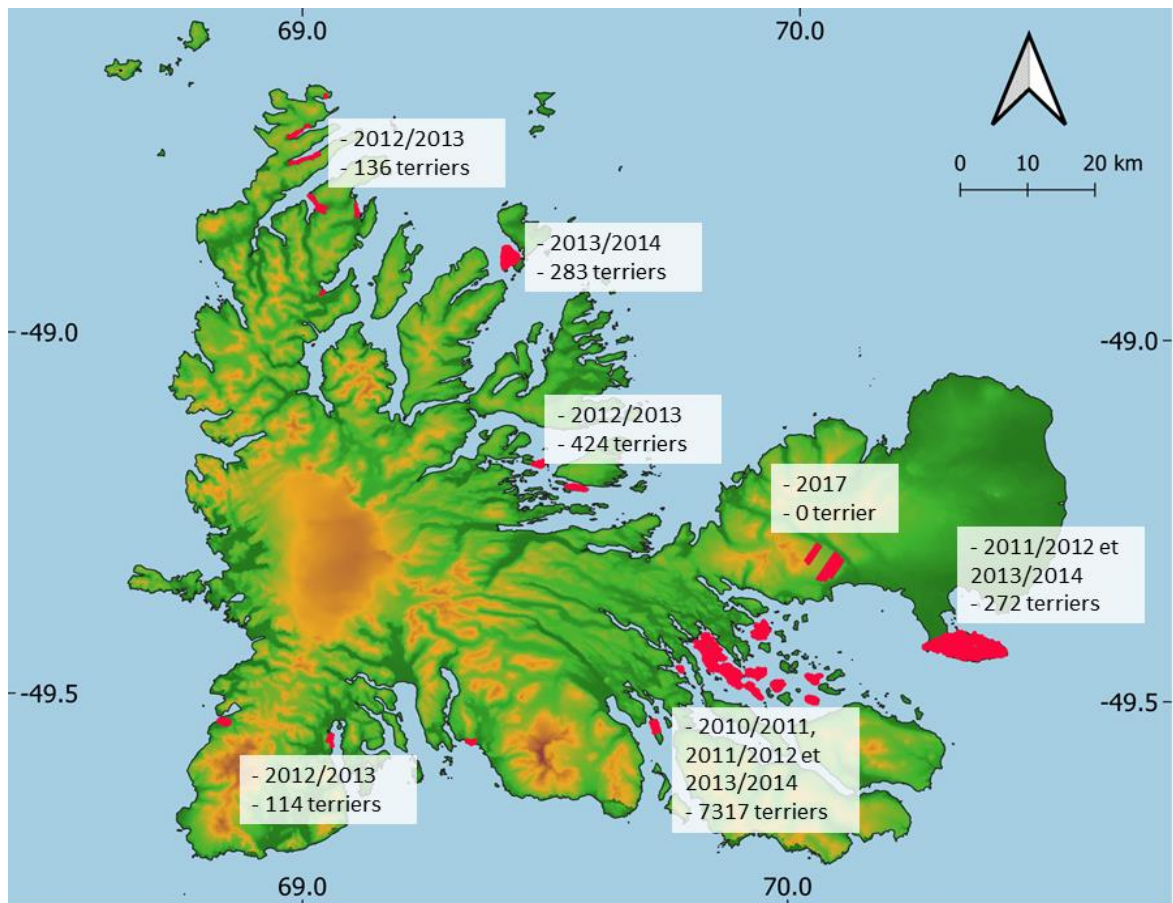 69.0
70.0
0 10 20 km
- 2012/2013
- 136 terriers
- 2013/2014
- 283 terriers
-49.0
-49.0
- 2012/2013
- 424 terriers
- 2017
- 0 terrier
- 2011/2012 et
2013/2014
- 272 terriers
-49.5
-49.5
- 2010/2011,
2011/2012 et
2013/2014
- 7317 terriers
- 2012/2013
- 114 terriers
69.0
70.0